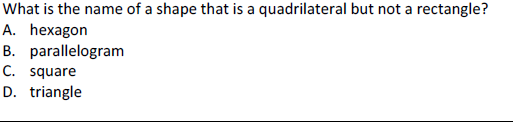 What is the name of a shape that is a quadrilateral but not a rectangle?
A. hexagon
B. parallelogram
C. square
D. triangle